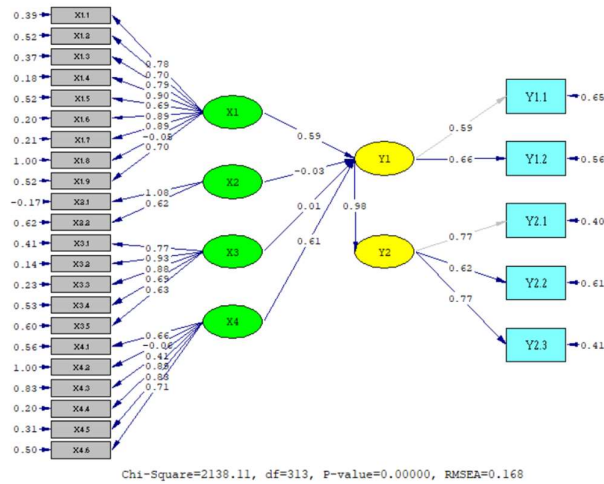 0.39 X1.1
0.52 X1.2
0.37 X1.3
0.18 X1.4
0.52 X1.5
0.20 X1.6
0.21 X1.7
1.00 X1.8
0.52 X1.9
-0.17 X2.1
0.62 X2.2
0.41 X3.1
0.14 X3.2
0.23 X3.3
0.53 X3.4
0.60 X3.5
0.56 X4.1
1.00 X4.2
0.83 X4.3
0.20 X4.4
0.31 X4.5
0.50 X4.6
0.78
0.70
0.79
0.90
0.69
0.89
0.89
-0.05
0.70
1.08
0.62
0.77
0.93
0.88
0.69
0.63
0.66
-0.06
0.41
0.89
0.83
0.71
X1
X2
X3
X4
0.59
-0.03
0.01
0.61
Y1
0.98
Y2
0.59
0.66
0.77
0.62
0.77
Y1.1 0.65
Y1.2 0.56
Y2.1 0.40
Y2.2 0.61
Y2.3 0.41
Chi-Square=2138.11, df=313, P-value=0.00000, RMSEA=0.168